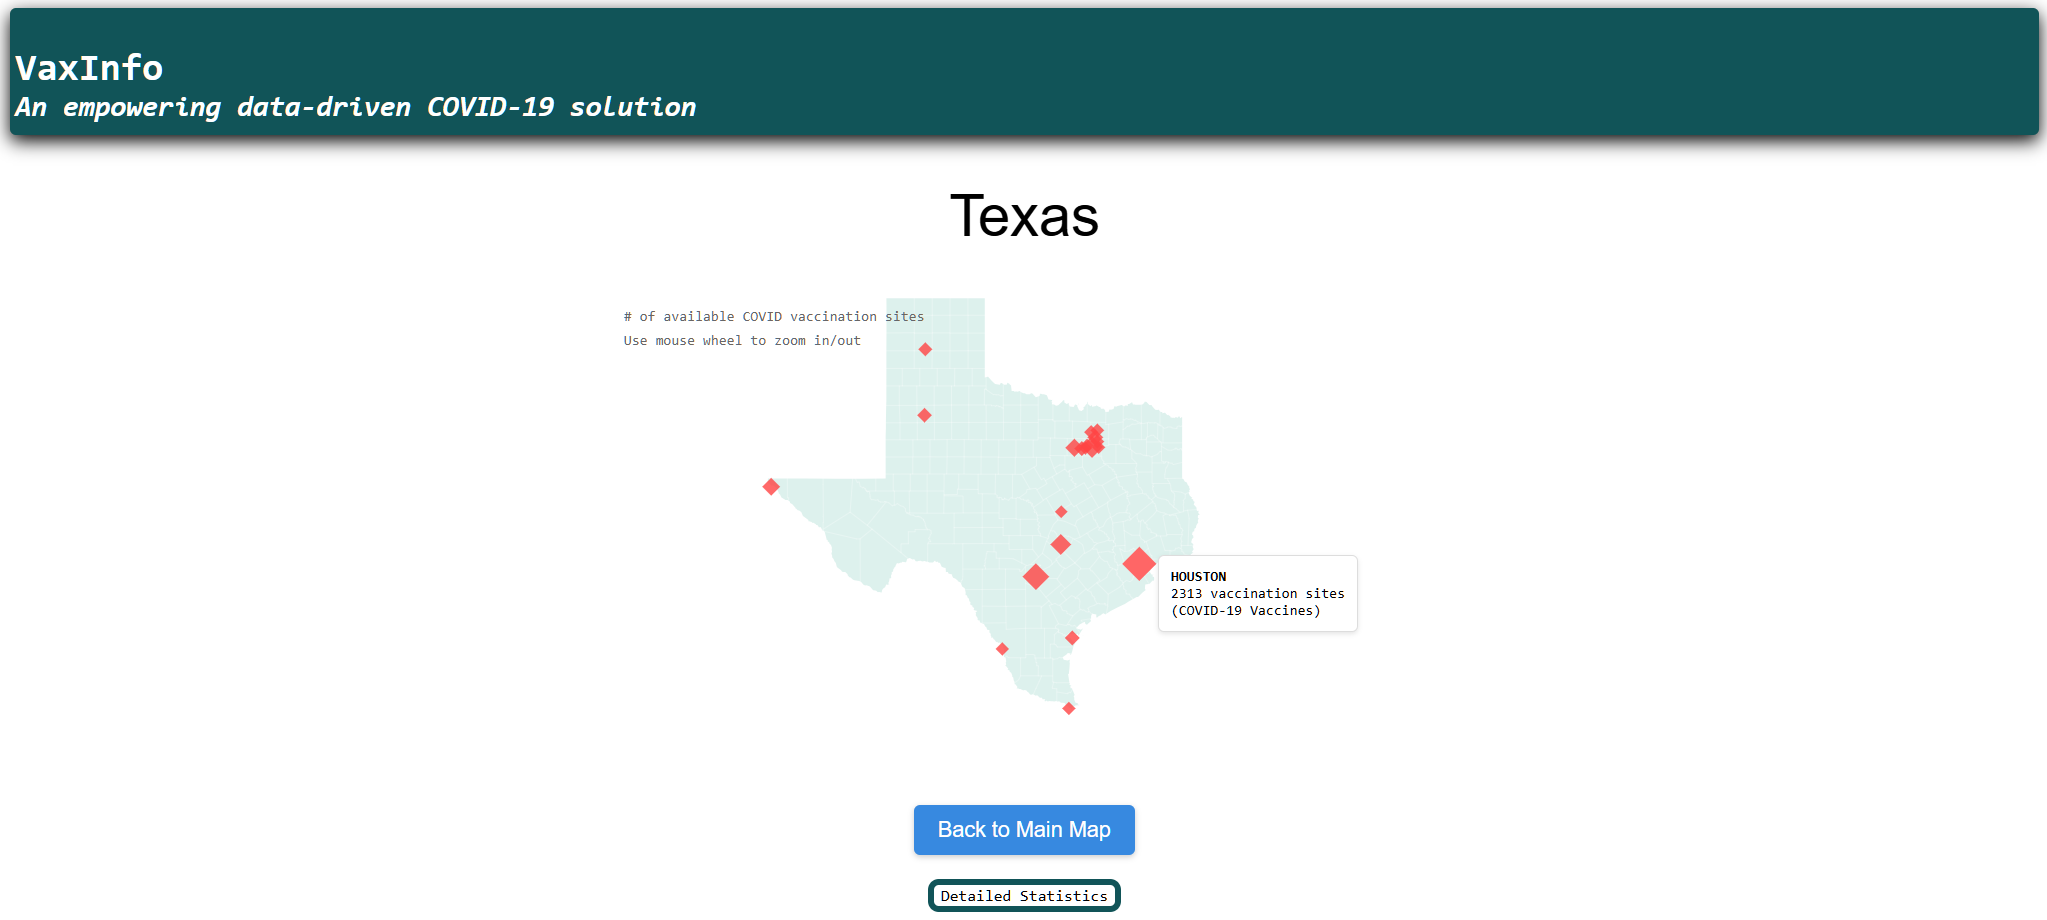 VaxInfo
An empowering data-driven COVID-19 solution
Texas
# of available COVID vaccination sites
Use mouse wheel to zoom in/out
HOUSTON
2313 vaccination sites
(COVID-19 Vaccines)
Back to Main Map
Detailed Statistics